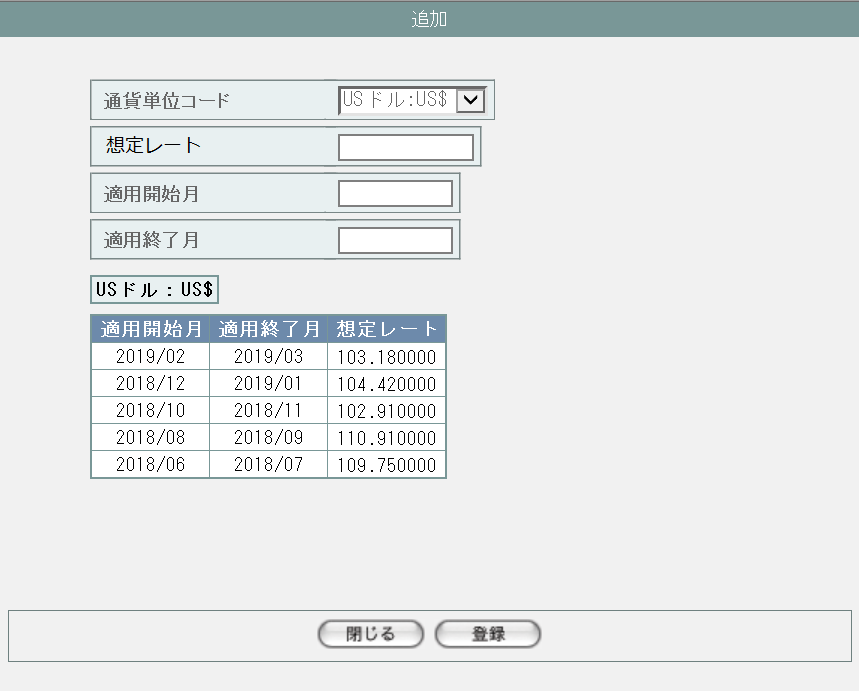 追加
通貨単位コード USドル:US$
想定レート
適用開始月
適用終了月
USドル：US$
適用開始月 適用終了月 想定レート
2019/02 2019/03 103.180000
2018/12 2019/01 104.420000
2018/10 2018/11 102.910000
2018/08 2018/09 110.910000
2018/06 2018/07 109.750000
閉じる 登録